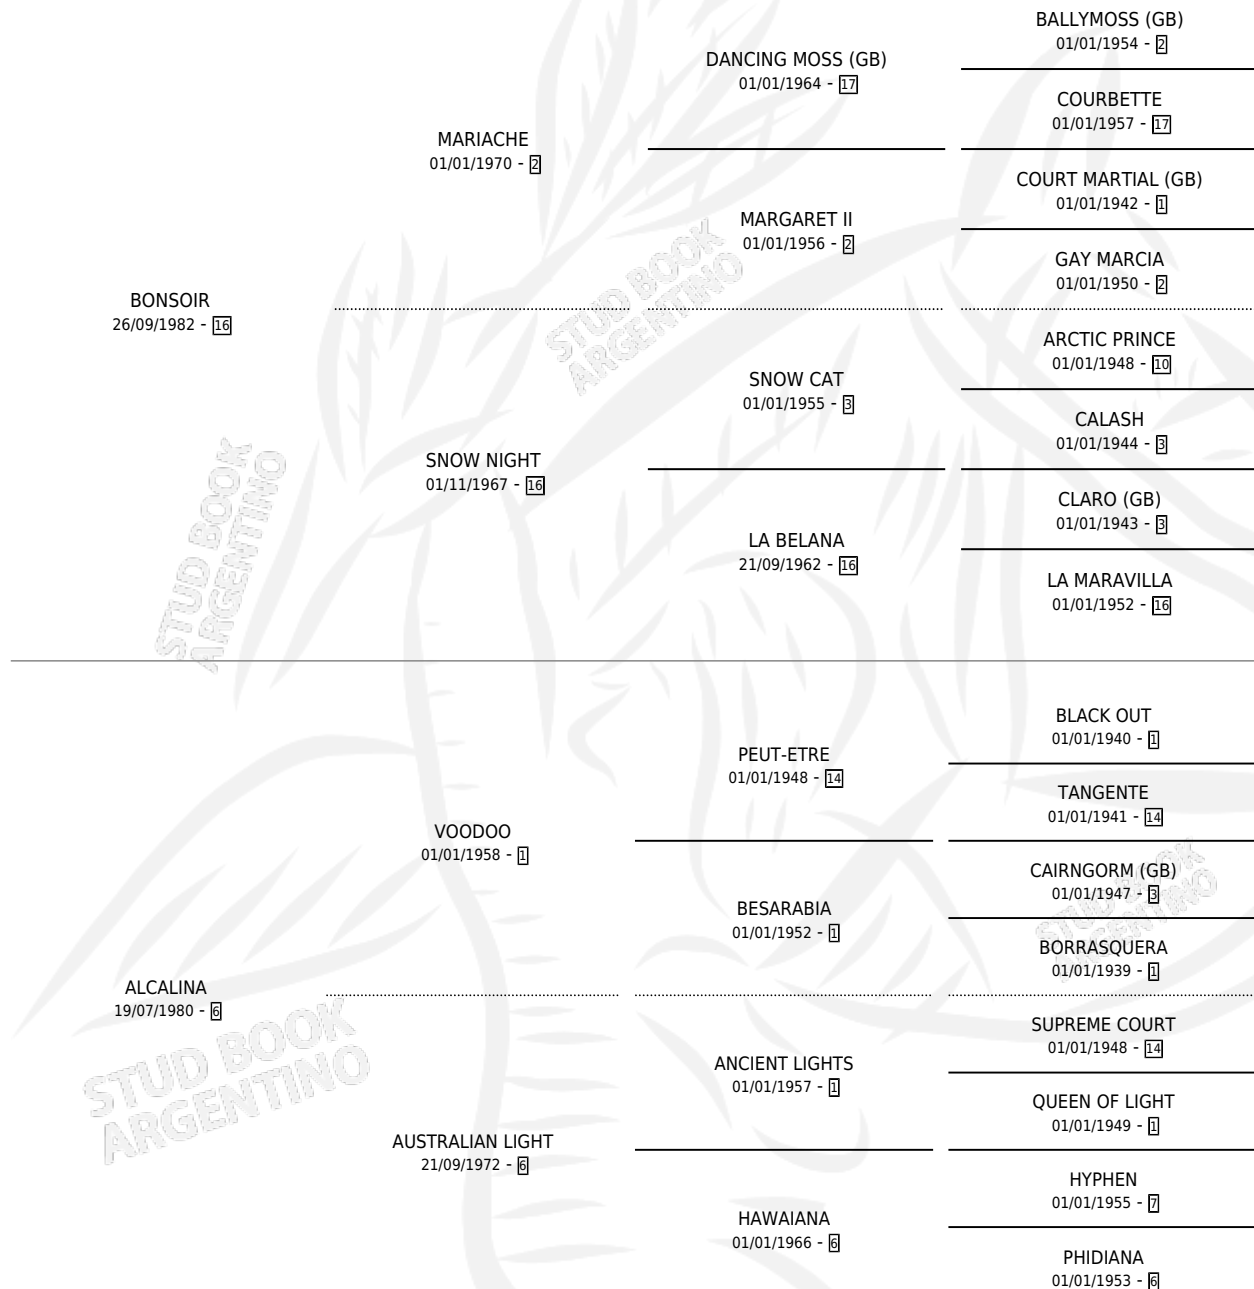 BONSOIR
26/09/1982 - 16
MARIACHE
01/01/1970 - 2
SNOW NIGHT
01/11/1967 - 16
DANCING MOSS (GB)
01/01/1964 - 17
MARGARET II
01/01/1956 - 2
SNOW CAT
01/01/1955 - 3
LA BELANA
21/09/1962 - 16
BALLYMOSS (GB)
01/01/1954 - 2
COURBETTE
01/01/1957 - 17
COURT MARTIAL (GB)
01/01/1942 - 1
GAY MARCIA
01/01/1950 - 2
ARCTIC PRINCE
01/01/1948 - 10
CALASH
01/01/1944 - 3
CLARO (GB)
01/01/1943 - 3
LA MARAVILLA
01/01/1952 - 16
ALCALINA
19/07/1980 - 6
VOODOO
01/01/1958 - 1
AUSTRALIAN LIGHT
21/09/1972 - 6
PEUT-ETRE
01/01/1948 - 14
BESARABIA
01/01/1952 - 1
ANCIENT LIGHTS
01/01/1957 - 1
HAWAIANA
01/01/1966 - 6
BLACK OUT
01/01/1940 - 1
TANGENTE
01/01/1941 - 14
CAIRNGORM (GB)
01/01/1947 - 3
BORRASQUERA
01/01/1939 - 1
SUPREME COURT
01/01/1948 - 14
QUEEN OF LIGHT
01/01/1949 - 1
HYPHEN
01/01/1955 - 7
PHIDIANA
01/01/1953 - 6
STUD BOOK
ARGENTINO
STUD BOOK
ARGENTINO
STUD BOOK
ARGENTINO
STUD BOOK
ARGENTINO